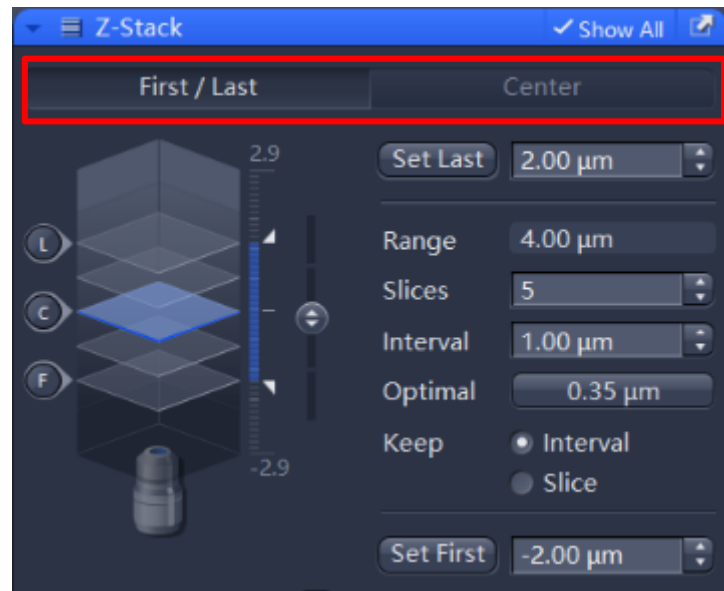 Z-Stack Show All
First / Last Center
2.9 Set Last 2.00 µm
L
Range 4.00 µm
Slices 5
C
Interval 1.00 µm
F
Optimal 0.35 µm
Keep Interval
-2.9
Slice
Set First -2.00 µm